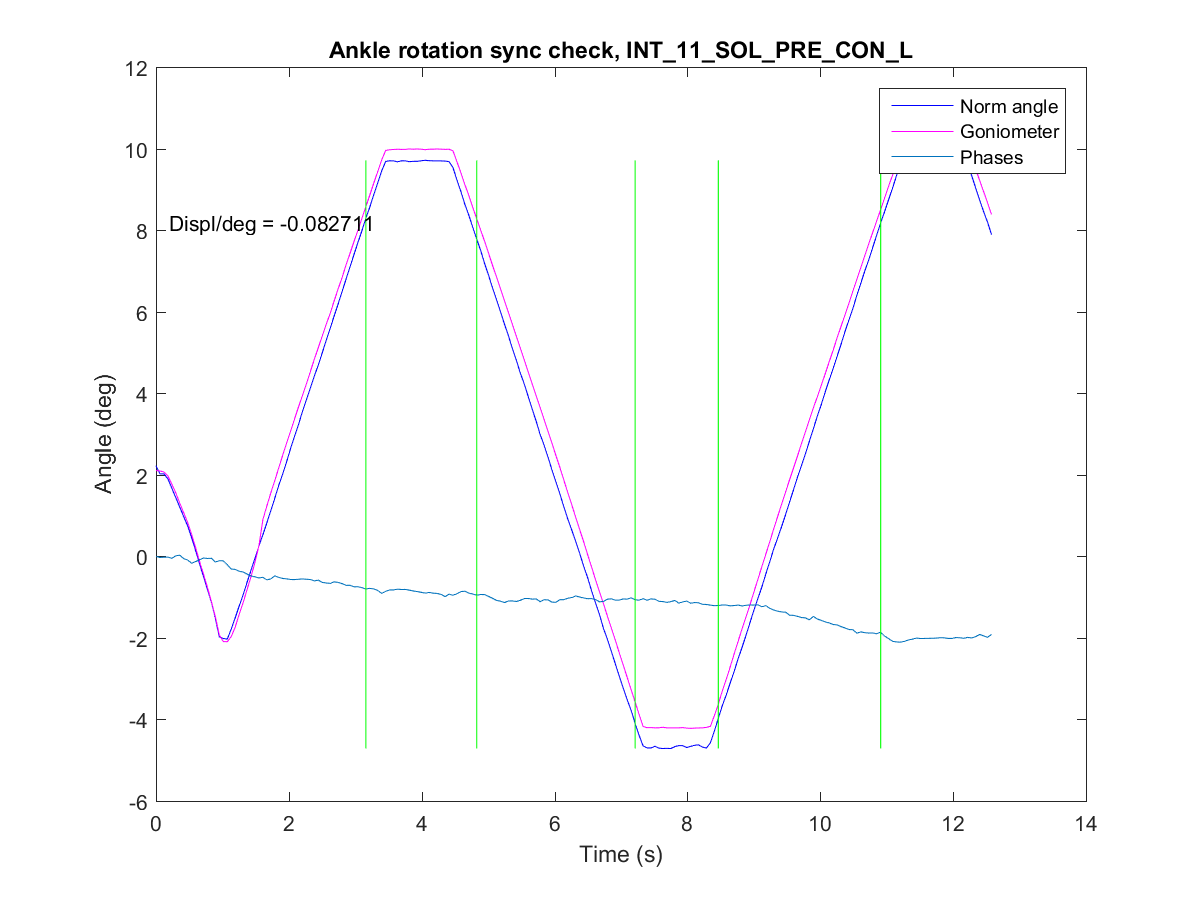 Ankle rotation sync check, INT_11_SOL_PRE_CON_L
12
10
8
6
4
2
0
-2
-4
-6
Angle (deg)
Norm angle
Goniometer
Phases
Displ/deg = -0.082711
0 2 4 6 8 10 12 14
Time (s)